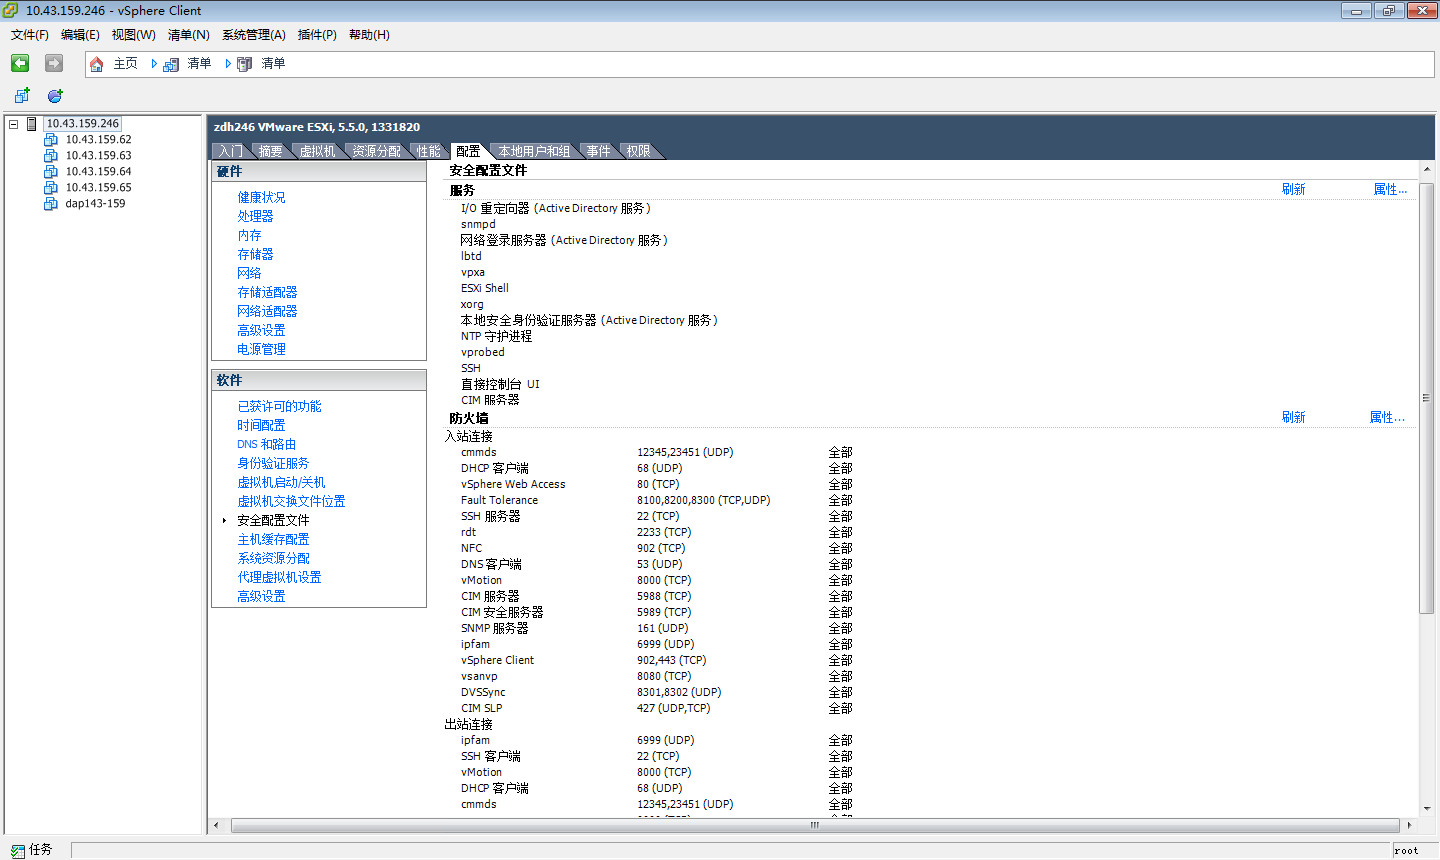 10.43.159.246 - vSphere Client
文件(F) 编辑(E) 视图(W) 清单(N) 系统管理(A) 插件(P) 帮助(H)
主页 清单 清单
10.43.159.246
10.43.159.62
10.43.159.63
10.43.159.64
10.43.159.65
dap143-159
zdh246 VMware ESXi, 5.5.0, 1331820
入门 摘要 虚拟机 资源分配 性能 配置 本地用户和组 事件 权限
硬件
健康状况
处理器
内存
存储器
网络
存储适配器
网络适配器
高级设置
电源管理
软件
已获许可的功能
时间配置
DNS 和路由
身份验证服务
虚拟机启动/关机
虚拟机交换文件位置
安全配置文件
主机缓存配置
系统资源分配
代理虚拟机设置
高级设置
安全配置文件
服务 刷新 属性...
I/O 重定向器 (Active Directory 服务)
snmpd
网络登录服务器 (Active Directory 服务)
lbtd
vpxa
ESXi Shell
xorg
本地安全身份验证服务器 (Active Directory 服务)
NTP 守护进程
vprobed
SSH
直接控制台 UI
CIM 服务器
防火墙 刷新 属性...
入站连接
cmmds 12345,23451 (UDP) 全部
DHCP 客户端 68 (UDP) 全部
vSphere Web Access 80 (TCP) 全部
Fault Tolerance 8100,8200,8300 (TCP,UDP) 全部
SSH 服务器 22 (TCP) 全部
rdt 2233 (TCP) 全部
NFC 902 (TCP) 全部
DNS 客户端 53 (UDP) 全部
vMotion 8000 (TCP) 全部
CIM 服务器 5988 (TCP) 全部
CIM 安全服务器 5989 (TCP) 全部
SNMP 服务器 161 (UDP) 全部
ipfam 6999 (UDP) 全部
vSphere Client 902,443 (TCP) 全部
vsanvp 8080 (TCP) 全部
DVSSync 8301,8302 (UDP) 全部
CIM SLP 427 (UDP,TCP) 全部
出站连接
ipfam 6999 (UDP) 全部
SSH 客户端 22 (TCP) 全部
vMotion 8000 (TCP) 全部
DHCP 客户端 68 (UDP) 全部
cmmds 12345,23451 (UDP) 全部
任务 root